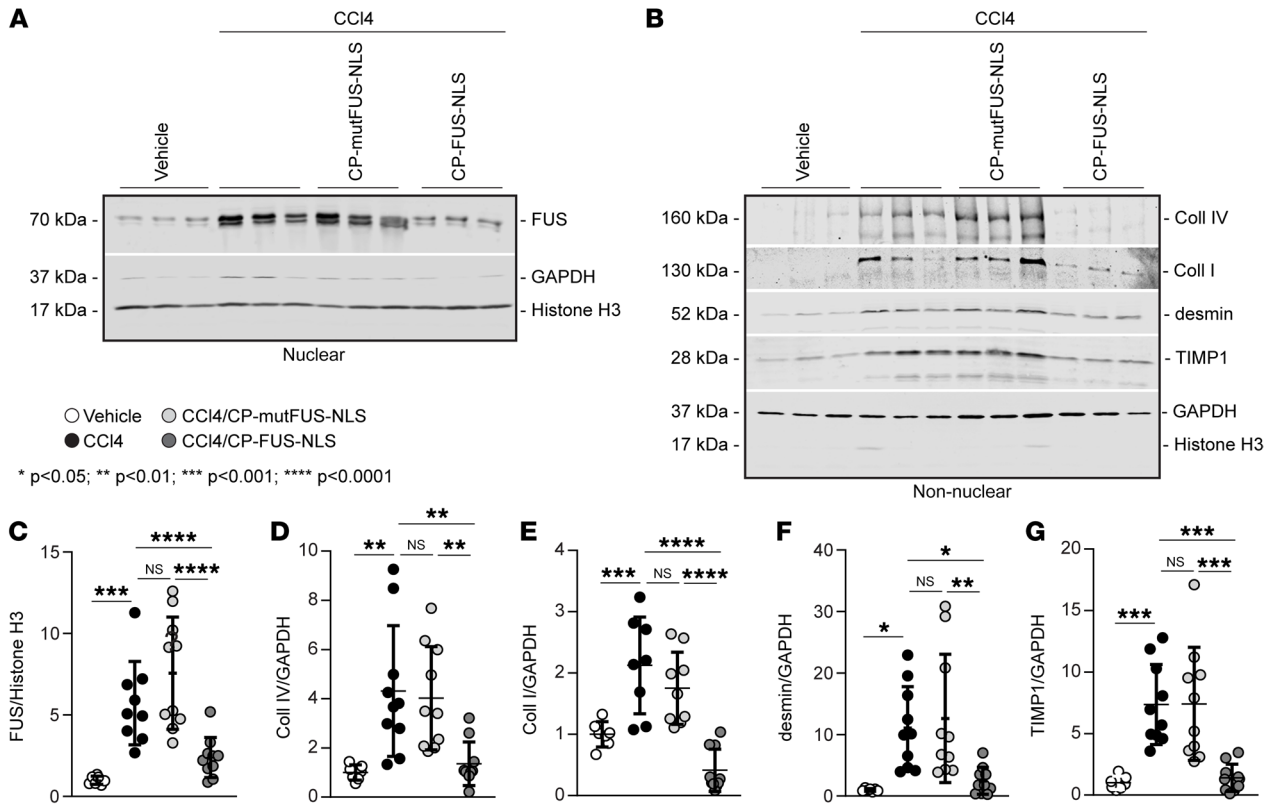 A
CCl4
Vehicle
CP-mutFUS-NLS
CP-FUS-NLS
70 kDa -
- FUS
37 kDa -
- GAPDH
17 kDa -
- Histone H3
Nuclear
B
CCl4
Vehicle
CP-mutFUS-NLS
CP-FUS-NLS
160 kDa -
- Coll IV
130 kDa -
- Coll I
52 kDa -
- desmin
28 kDa -
- TIMP1
37 kDa -
- GAPDH
17 kDa -
- Histone H3
Non-nuclear
Vehicle
CCl4/CP-mutFUS-NLS
CCl4
CCl4/CP-FUS-NLS
* p<0.05; ** p<0.01; *** p<0.001; **** p<0.0001
C
FUS/Histone H3
15
10
5
0
****
NS
****
***
D
Coll IV/GAPDH
10
8
6
4
2
0
**
**
NS
**
E
Coll I/GAPDH
4
3
2
1
0
****
***
NS
****
F
desmin/GAPDH
40
30
20
10
0
*
NS
**
*
G
TIMP1/GAPDH
20
15
10
5
0
***
NS
***
***